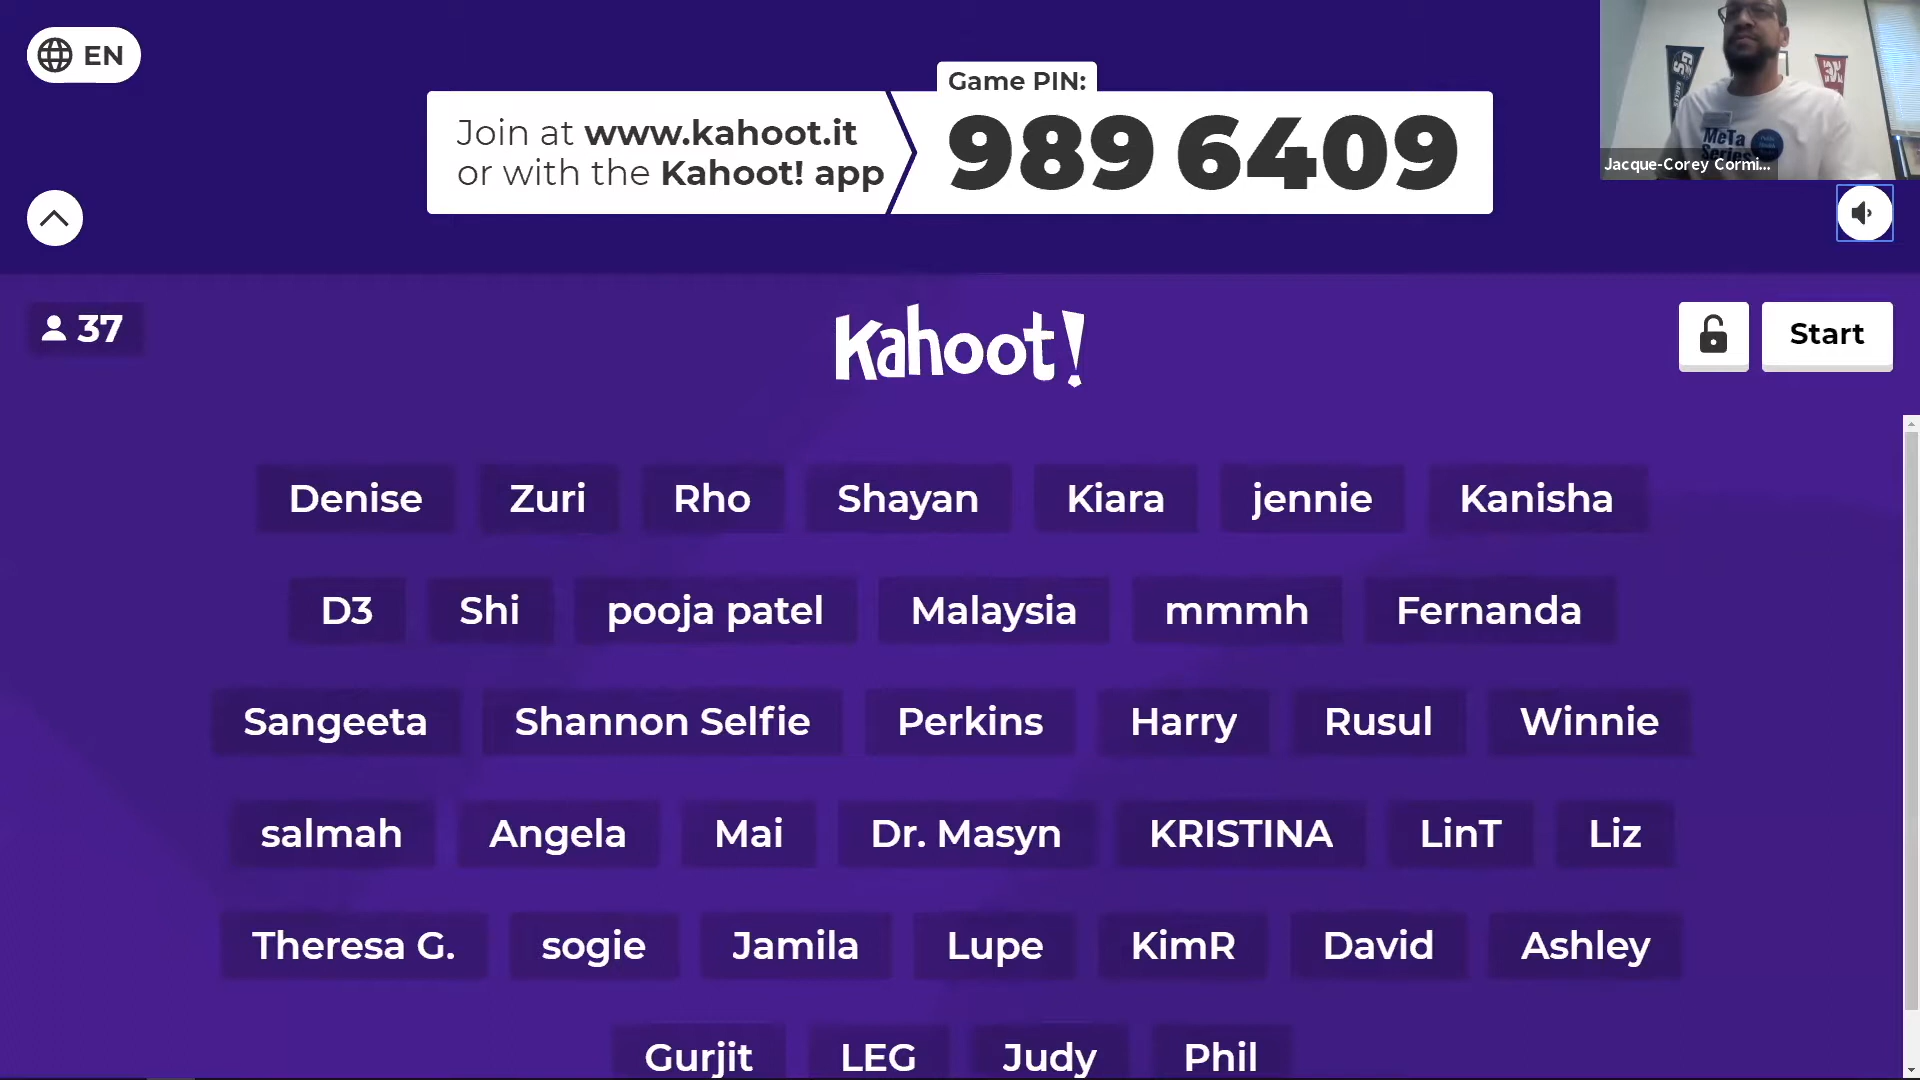 EN
Game PIN:
Join at www.kahoot.it
or with the Kahoot! app
989 6409
MeTa
Series
Jacque-Corey Cormi...
37
Kahoot!
Start
Denise Zuri Rho Shayan Kiara jennie Kanisha
D3 Shi pooja patel Malaysia mmmh Fernanda
Sangeeta Shannon Selfie Perkins Harry Rusul Winnie
salmah Angela Mai Dr. Masyn KRISTINA LinT Liz
Theresa G. sogie Jamila Lupe KimR David Ashley
Gurjit LEG Judy Phil